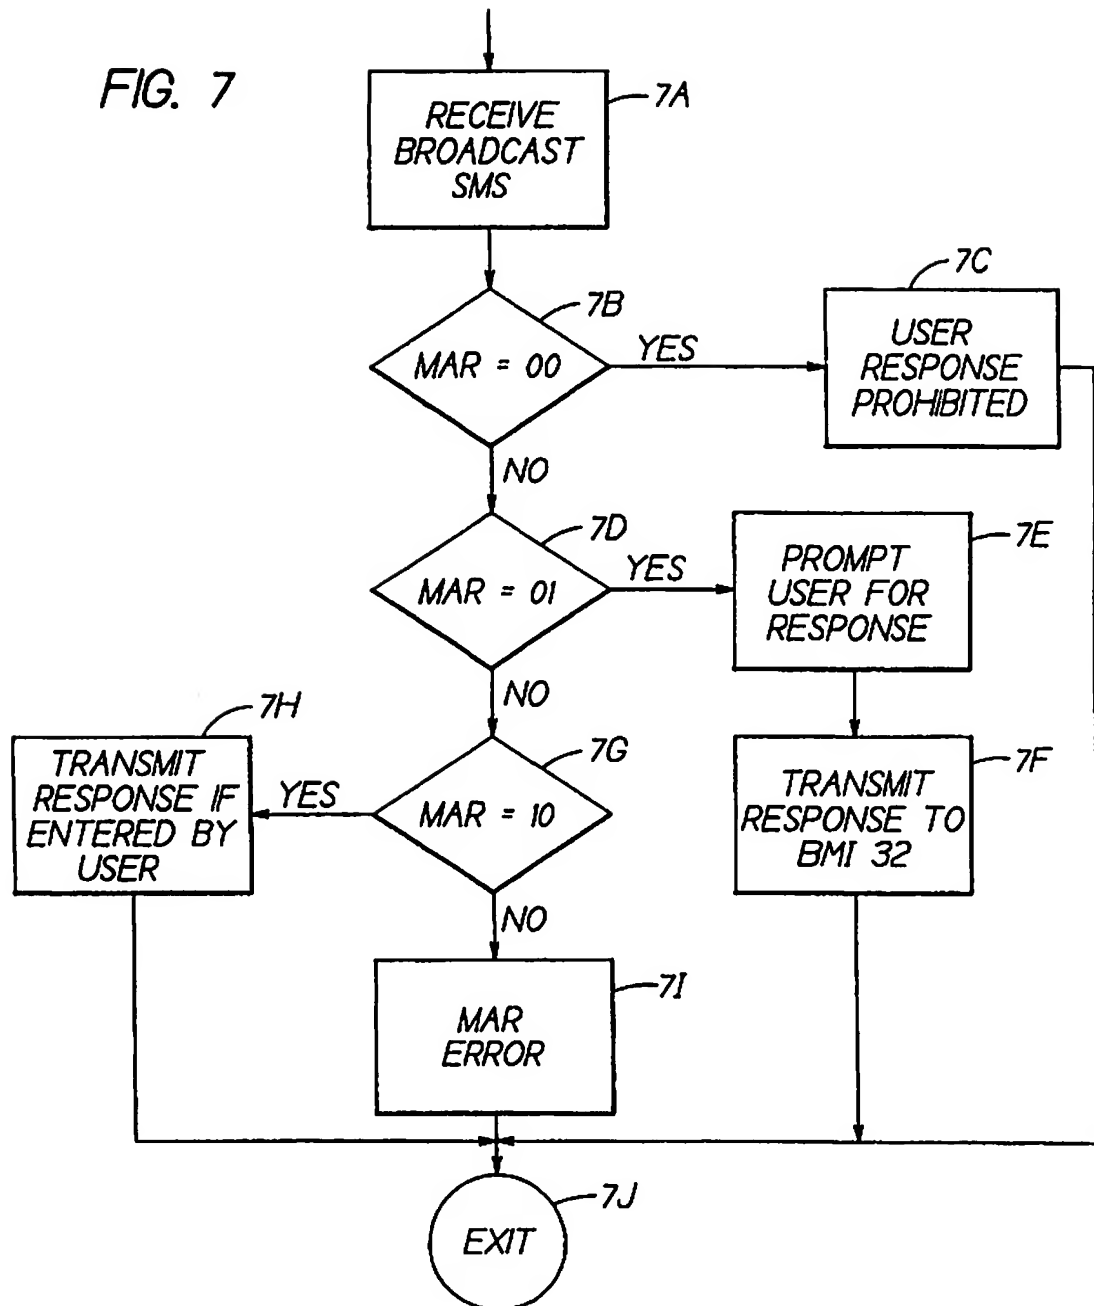 FIG. 7
7A
RECEIVE
BROADCAST
SMS
7B
MAR = 00
YES
7C
USER
RESPONSE
PROHIBITED
NO
7D
MAR = 01
YES
7E
PROMPT
USER FOR
RESPONSE
NO
7H
TRANSMIT
RESPONSE IF
ENTERED BY
USER
YES
7G
MAR = 10
7F
TRANSMIT
RESPONSE TO
BMI 32
NO
7I
MAR
ERROR
7J
EXIT